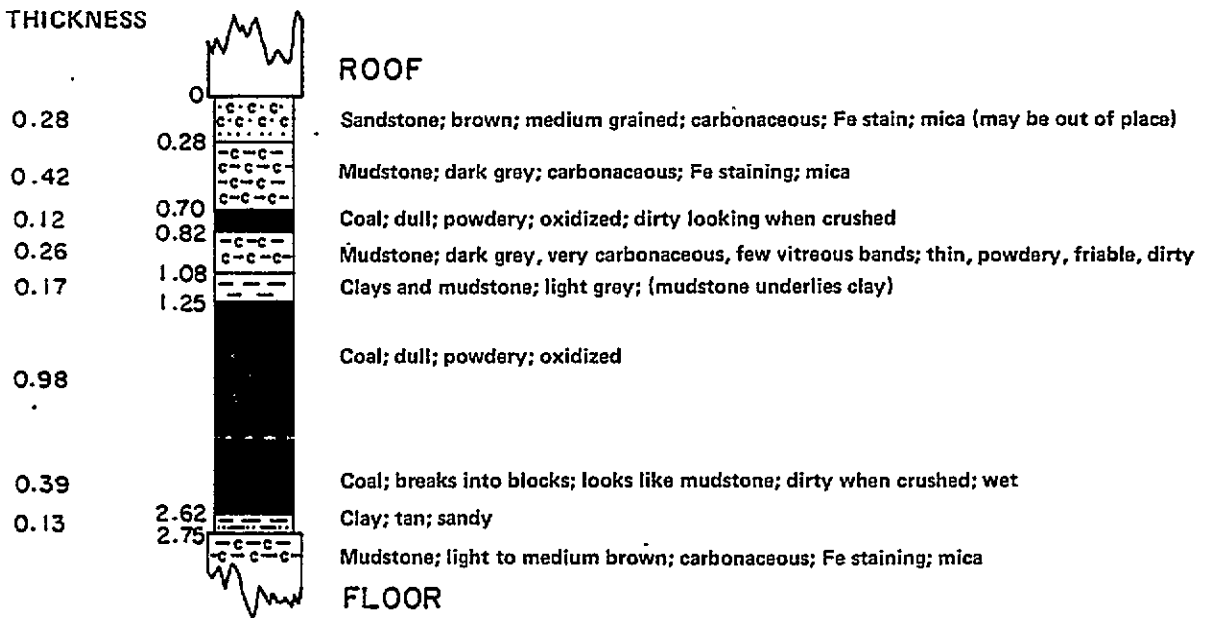 THICKNESS
ROOF
0
0.28 Sandstone; brown; medium grained; carbonaceous; Fe stain; mica (may be out of place)
0.28
0.42 Mudstone; dark grey; carbonaceous; Fe staining; mica
0.70
0.12 Coal; dull; powdery; oxidized; dirty looking when crushed
0.82
0.26 Mudstone; dark grey, very carbonaceous, few vitreous bands; thin, powdery, friable, dirty
1.08
0.17 Clays and mudstone; light grey; (mudstone underlies clay)
1.25
0.98 Coal; dull; powdery; oxidized
0.39 Coal; breaks into blocks; looks like mudstone; dirty when crushed; wet
2.62
0.13 Clay; tan; sandy
2.75
Mudstone; light to medium brown; carbonaceous; Fe staining; mica
FLOOR